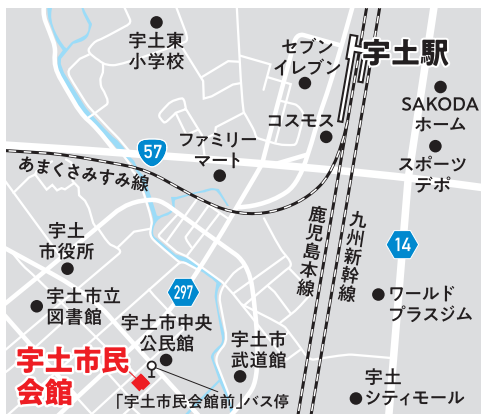 宇土東
小学校
セブン
イレブン
宇土駅
SAKODA
ホーム
コスモス
57
ファミリー
マート
スポーツ
デポ
あまくさみすみ線
鹿児島本線
九州新幹線
14
宇土
市役所
297
ワールド
プラスジム
宇土市立
図書館
宇土市中央
公民館
宇土市
武道館
宇土市民
会館
「宇土市民会館前」バス停
宇土
シティモール